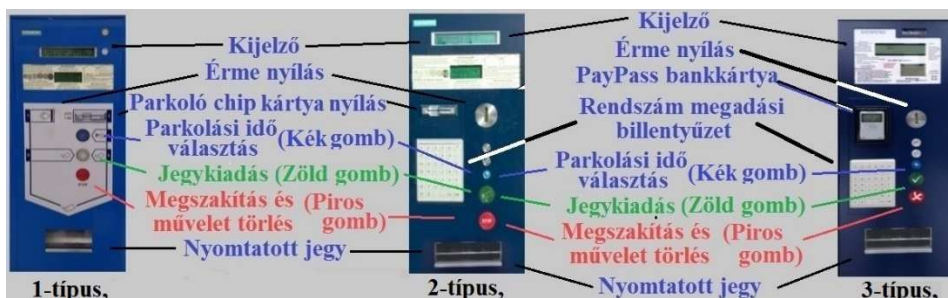 Kijelző
Érme nyílás
Parkoló chip kártya nyílás
Parkolási idő választás (Kék gomb)
Jegykiadás (Zöld gomb)
Megszakítás és művelet törlés (Piros gomb)
Nyomtatott jegy
1-típus,
2-típus,
Kijelző
Érme nyílás
PayPass bankkártya
Rendszám megadási billentyűzet
Parkolási idő választás (Kék gomb)
Jegykiadás (Zöld gomb)
Megszakítás és művelet törlés (Piros gomb)
Nyomtatott jegy
3-típus,